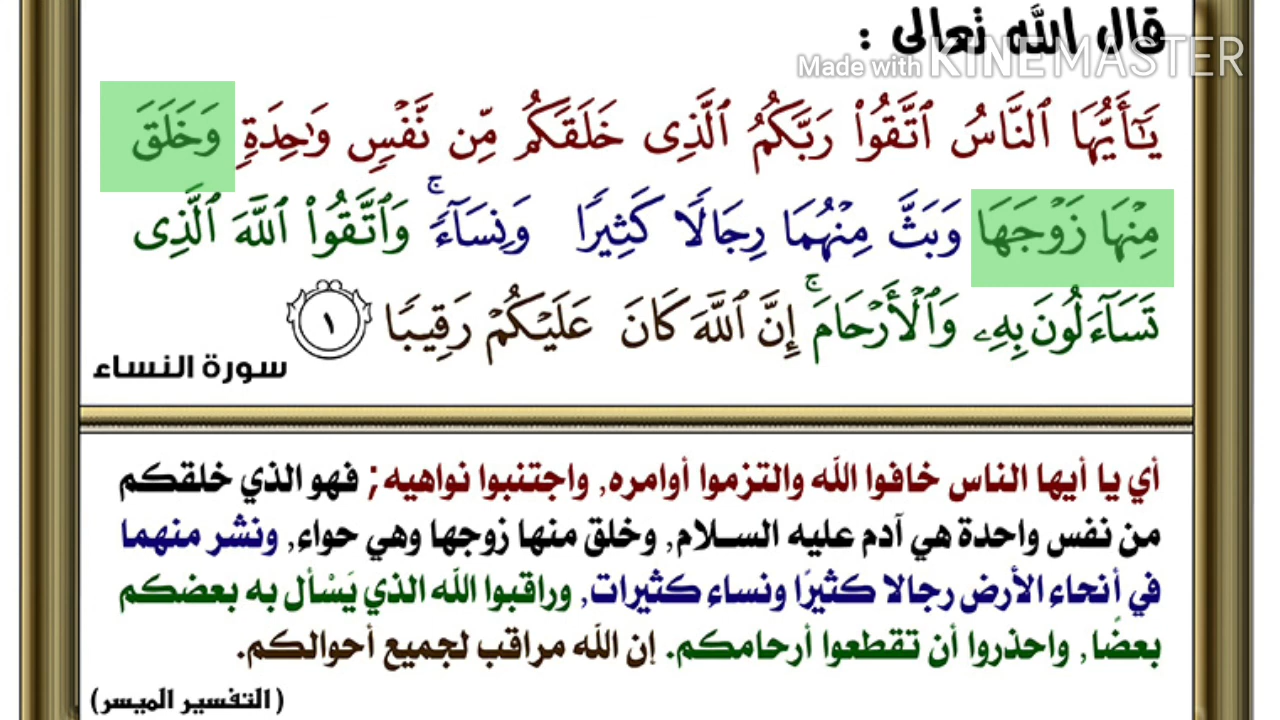 قال الله تعالى :
Made with KINEMASTER
يَٰٓأَيُّهَا ٱلنَّاسُ ٱتَّقُوا۟ رَبَّكُمُ ٱلَّذِى خَلَقَكُم مِّن نَّفْسٍ وَٰحِدَةٍ وَخَلَقَ
مِنْهَا زَوْجَهَا وَبَثَّ مِنْهُمَا رِجَالًا كَثِيرًا وَنِسَآءً ۚ وَٱتَّقُوا۟ ٱللَّهَ ٱلَّذِى
تَسَآءَلُونَ بِهِۦ وَٱلْأَرْحَامَ ۚ إِنَّ ٱللَّهَ كَانَ عَلَيْكُمْ رَقِيبًا ١
سورة النساء
أي يا أيها الناس خافوا الله والتزموا أوامره, واجتنبوا نواهيه; فهو الذي خلقكم
من نفس واحدة هي آدم عليه السلام, وخلق منها زوجها وهي حواء, ونشر منهما
في أنحاء الأرض رجالا كثيرًا ونساء كثيرات, وراقبوا الله الذي يَسْأل به بعضكم
بعضًا, واحذروا أن تقطعوا أرحامكم. إن الله مراقب لجميع أحوالكم.
(التفسير الميسر)